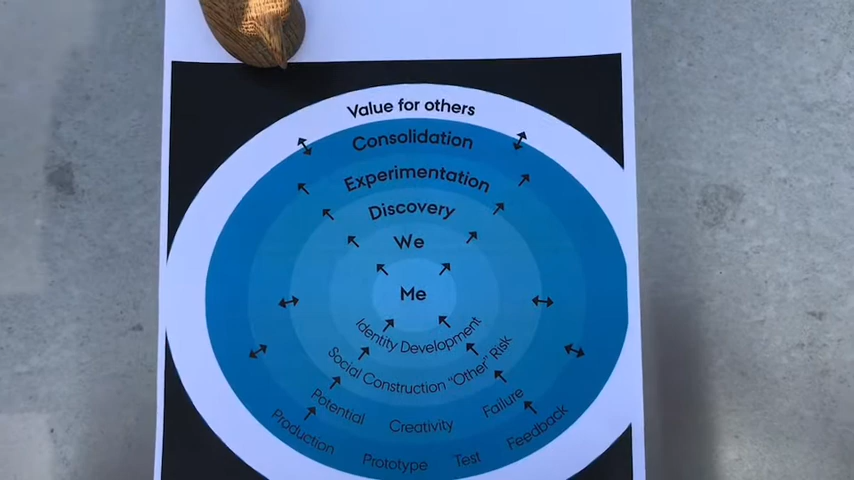 Value for others
Consolidation
Experimentation
Discovery
We
Me
Identity Development
Social Construction "Other" Risk
Potential Creativity Failure
Production Prototype Test Feedback